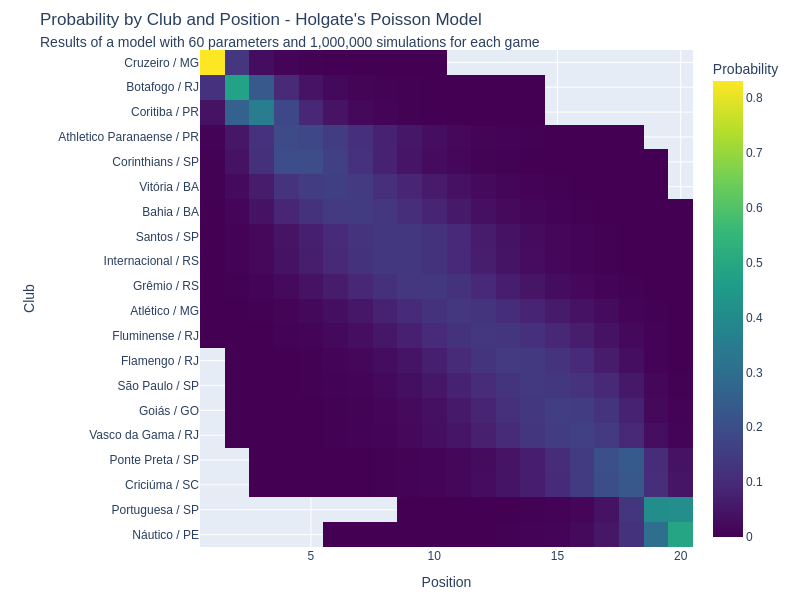 Probability by Club and Position - Holgate's Poisson Model
Results of a model with 60 parameters and 1,000,000 simulations for each game
Probability
Club
Cruzeiro / MG
Botafogo / RJ
Coritiba / PR
Athletico Paranaense / PR
Corinthians / SP
Vitória / BA
Bahia / BA
Santos / SP
Internacional / RS
Grêmio / RS
Atlético / MG
Fluminense / RJ
Flamengo / RJ
São Paulo / SP
Goiás / GO
Vasco da Gama / RJ
Ponte Preta / SP
Criciúma / SC
Portuguesa / SP
Náutico / PE
0.8
0.7
0.6
0.5
0.4
0.3
0.2
0.1
0
5 10 15 20
Position